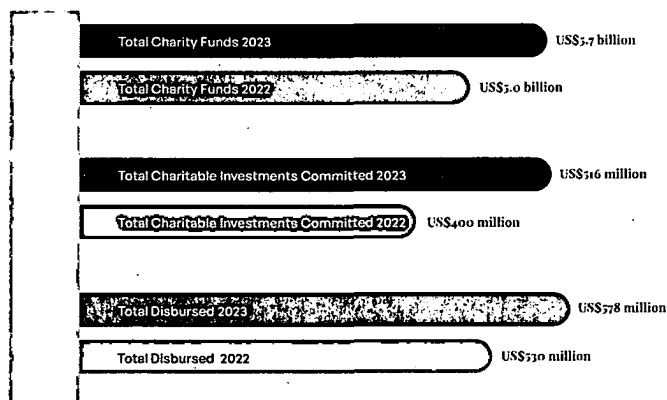 Total Charity Funds 2023 US$5.7 billion
Total Charity Funds 2022 US$5.0 billion
Total Charitable Investments Committed 2023 US$516 million
Total Charitable Investments Committed 2022 US$400 million
Total Disbursed 2023 US$578 million
Total Disbursed 2022 US$530 million